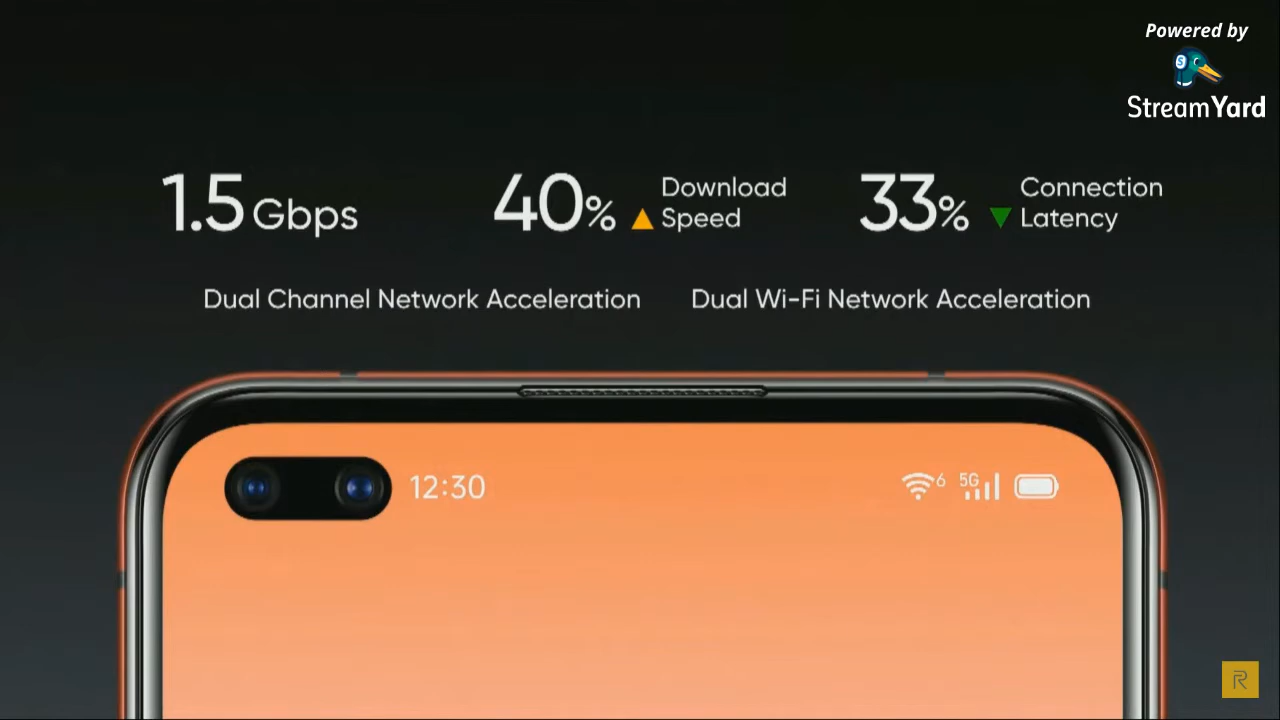 Powered by
StreamYard
1.5 Gbps
40% Download Speed
33% Connection Latency
Dual Channel Network Acceleration
Dual Wi-Fi Network Acceleration
12:30
6
5G
R